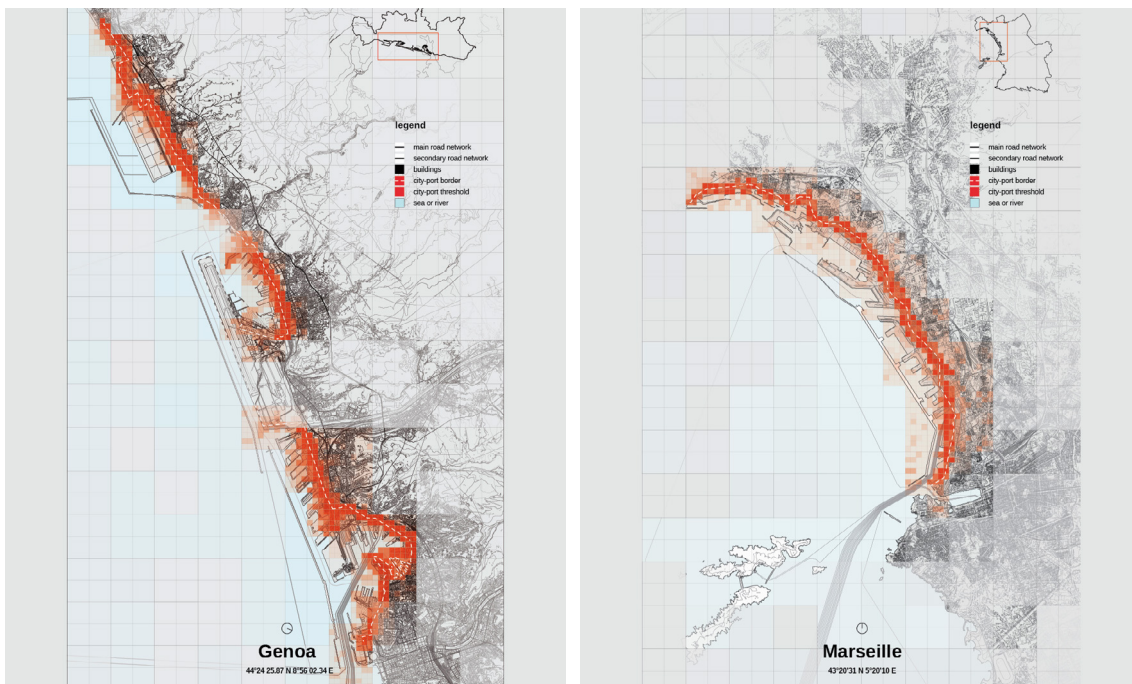 legend
main road network
secondary road network
buildings
city-port border
city-port threshold
sea or river
Genoa
44°24 25.87 N 8°56 02.34 E
legend
main road network
secondary road network
buildings
city-port border
city-port threshold
sea or river
Marseille
43°20'31 N 5°20'10 E